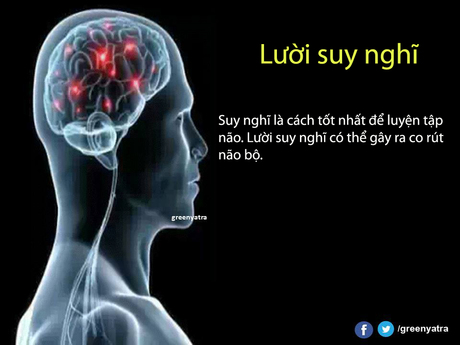 Lười suy nghĩ
Suy nghĩ là cách tốt nhất để luyện tập
não. Lười suy nghĩ có thể gây ra co rút
não bộ.
greenyatra
/greenyatra